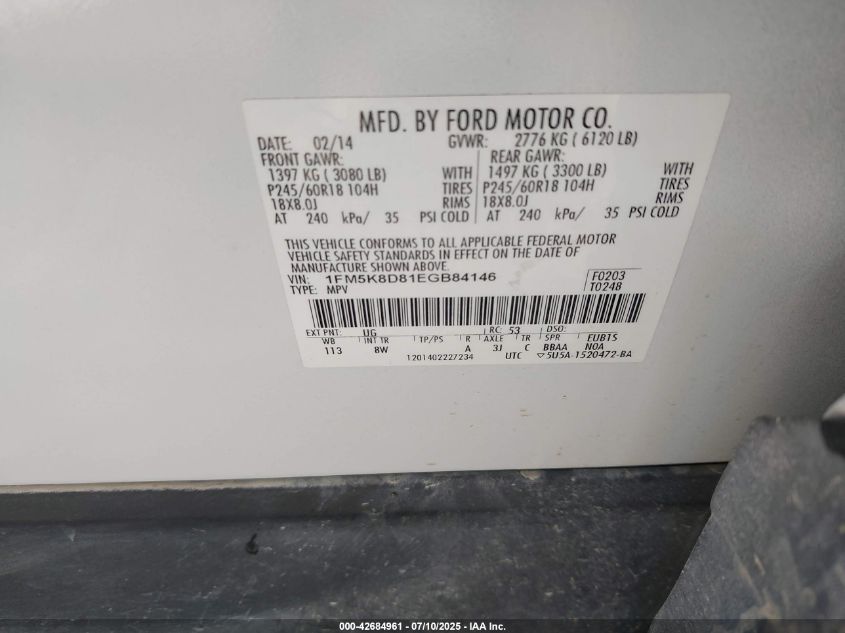 MFD. BY FORD MOTOR CO.
DATE: 02/14 GVWR: 2776 KG ( 6120 LB)
FRONT GAWR: REAR GAWR:
1397 KG ( 3080 LB) WITH 1497 KG ( 3300 LB) WITH
P245/60R18 104H TIRES P245/60R18 104H TIRES
18X8.0J RIMS 18X8.0J RIMS
AT 240 kPa/ 35 PSI COLD AT 240 kPa/ 35 PSI COLD
THIS VEHICLE CONFORMS TO ALL APPLICABLE FEDERAL MOTOR
VEHICLE SAFETY STANDARDS IN EFFECT ON THE DATE OF
MANUFACTURE SHOWN ABOVE.
VIN: 1FM5K8D81EGB84146 F0203
TYPE: MPV T0248
EXT PNT: UG RC: 53 DSO:
WB INT TR TP/PS R AXLE TR SPR FUB1S
113 8W A 3J C BBAA NOA
1201402227234 UTC ▽5U5A-1520472-BA
000-42684961 - 07/10/2025 - IAA Inc.